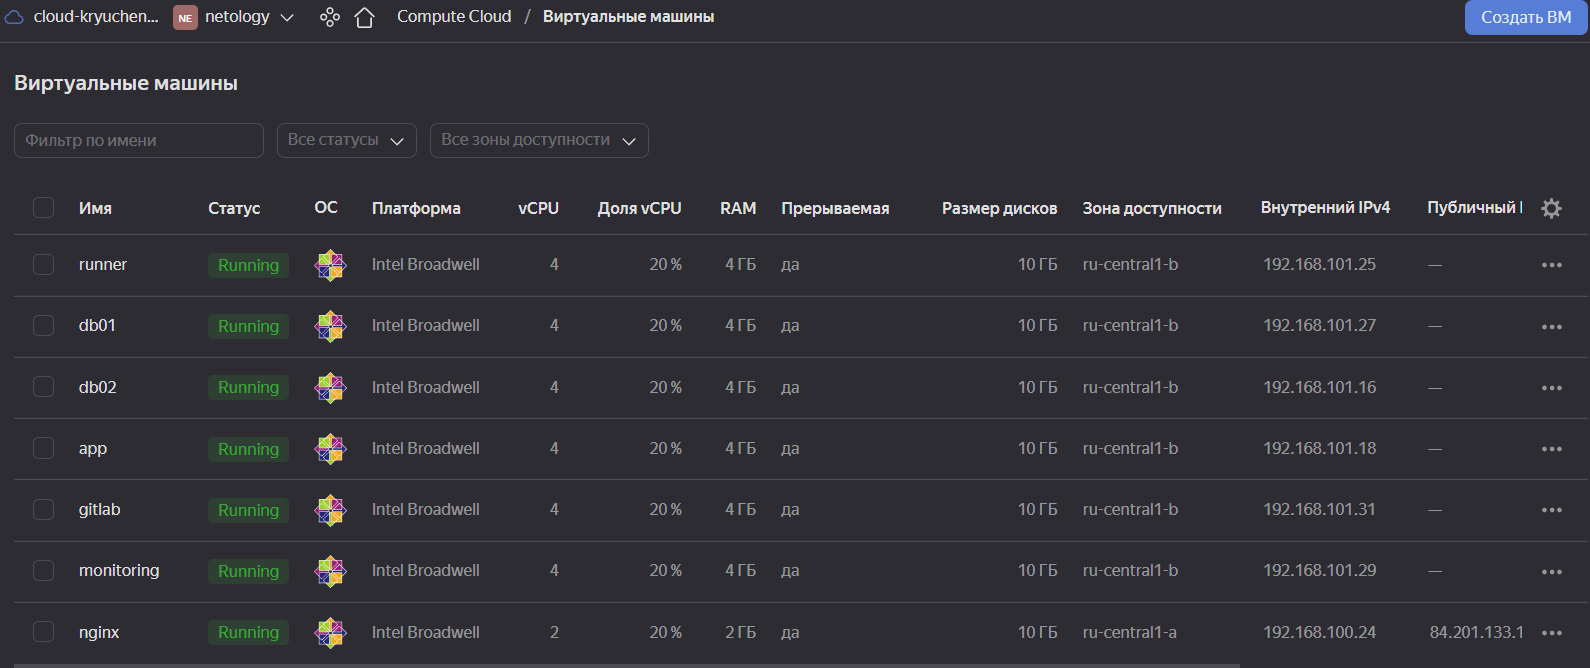 cloud-kryuchen... NE netology Compute Cloud / Виртуальные машины Создать ВМ
Виртуальные машины
Фильтр по имени Все статусы Все зоны доступности
Имя Статус ОС Платформа vCPU Доля vCPU RAM Прерываемая Размер дисков Зона доступности Внутренний IPv4 Публичный I
runner Running Intel Broadwell 4 20 % 4 ГБ да 10 ГБ ru-central1-b 192.168.101.25 —
db01 Running Intel Broadwell 4 20 % 4 ГБ да 10 ГБ ru-central1-b 192.168.101.27 —
db02 Running Intel Broadwell 4 20 % 4 ГБ да 10 ГБ ru-central1-b 192.168.101.16 —
app Running Intel Broadwell 4 20 % 4 ГБ да 10 ГБ ru-central1-b 192.168.101.18 —
gitlab Running Intel Broadwell 4 20 % 4 ГБ да 10 ГБ ru-central1-b 192.168.101.31 —
monitoring Running Intel Broadwell 4 20 % 4 ГБ да 10 ГБ ru-central1-b 192.168.101.29 —
nginx Running Intel Broadwell 2 20 % 2 ГБ да 10 ГБ ru-central1-a 192.168.100.24 84.201.133.1